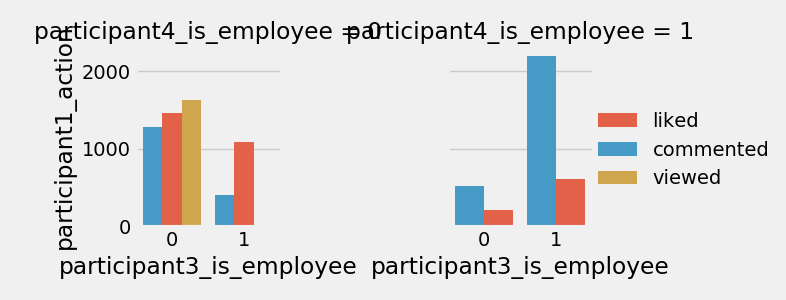 participant4_is_employee = 0
participant4_is_employee = 1
participant1_action
2000
1000
0
liked
commented
viewed
0 1
0 1
participant3_is_employee
participant3_is_employee